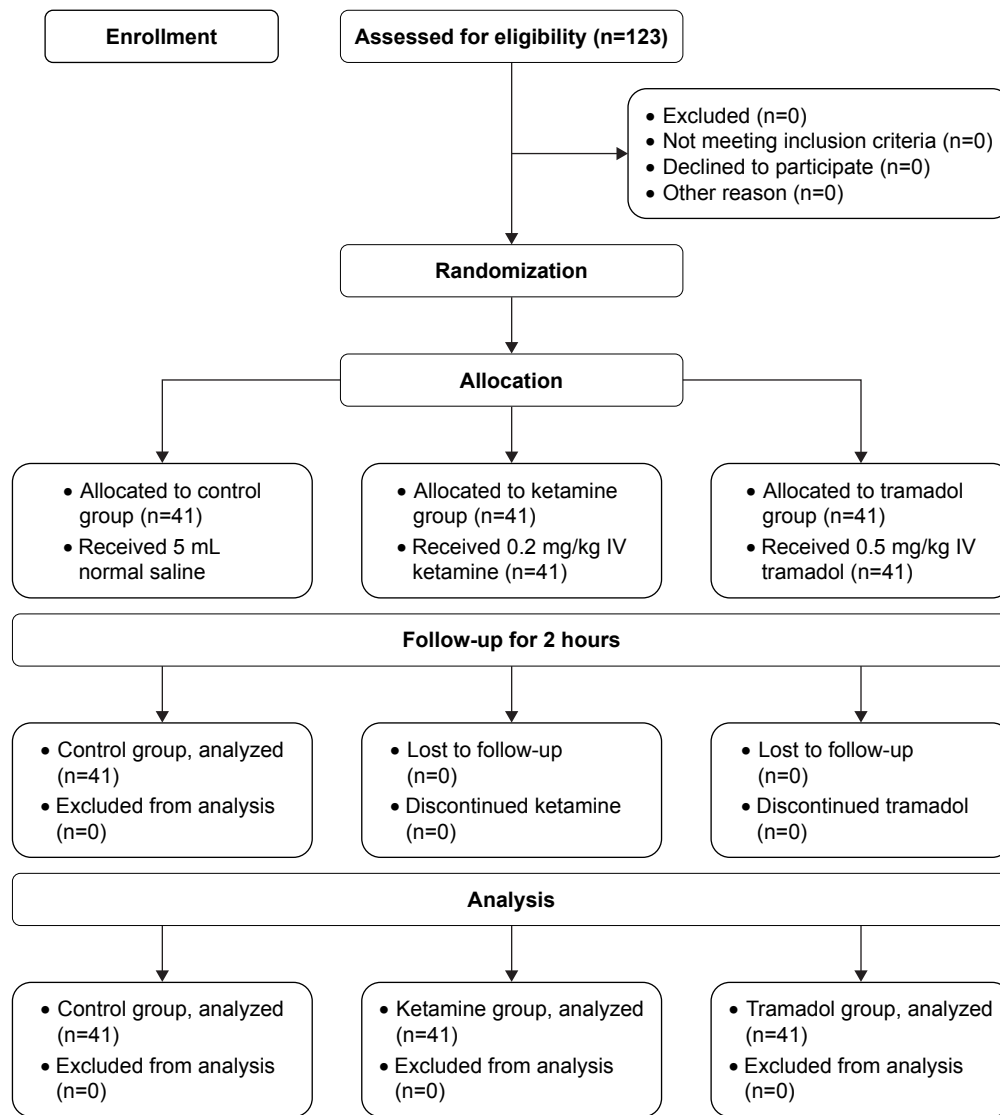 Enrollment
Assessed for eligibility (n=123)
• Excluded (n=0)
• Not meeting inclusion criteria (n=0)
• Declined to participate (n=0)
• Other reason (n=0)
Randomization
Allocation
• Allocated to control
group (n=41)
• Received 5 mL
normal saline
• Allocated to ketamine
group (n=41)
• Received 0.2 mg/kg IV
ketamine (n=41)
• Allocated to tramadol
group (n=41)
• Received 0.5 mg/kg IV
tramadol (n=41)
Follow-up for 2 hours
• Control group, analyzed
(n=41)
• Excluded from analysis
(n=0)
• Lost to follow-up
(n=0)
• Discontinued ketamine
(n=0)
• Lost to follow-up
(n=0)
• Discontinued tramadol
(n=0)
Analysis
• Control group, analyzed
(n=41)
• Excluded from analysis
(n=0)
• Ketamine group, analyzed
(n=41)
• Excluded from analysis
(n=0)
• Tramadol group, analyzed
(n=41)
• Excluded from analysis
(n=0)